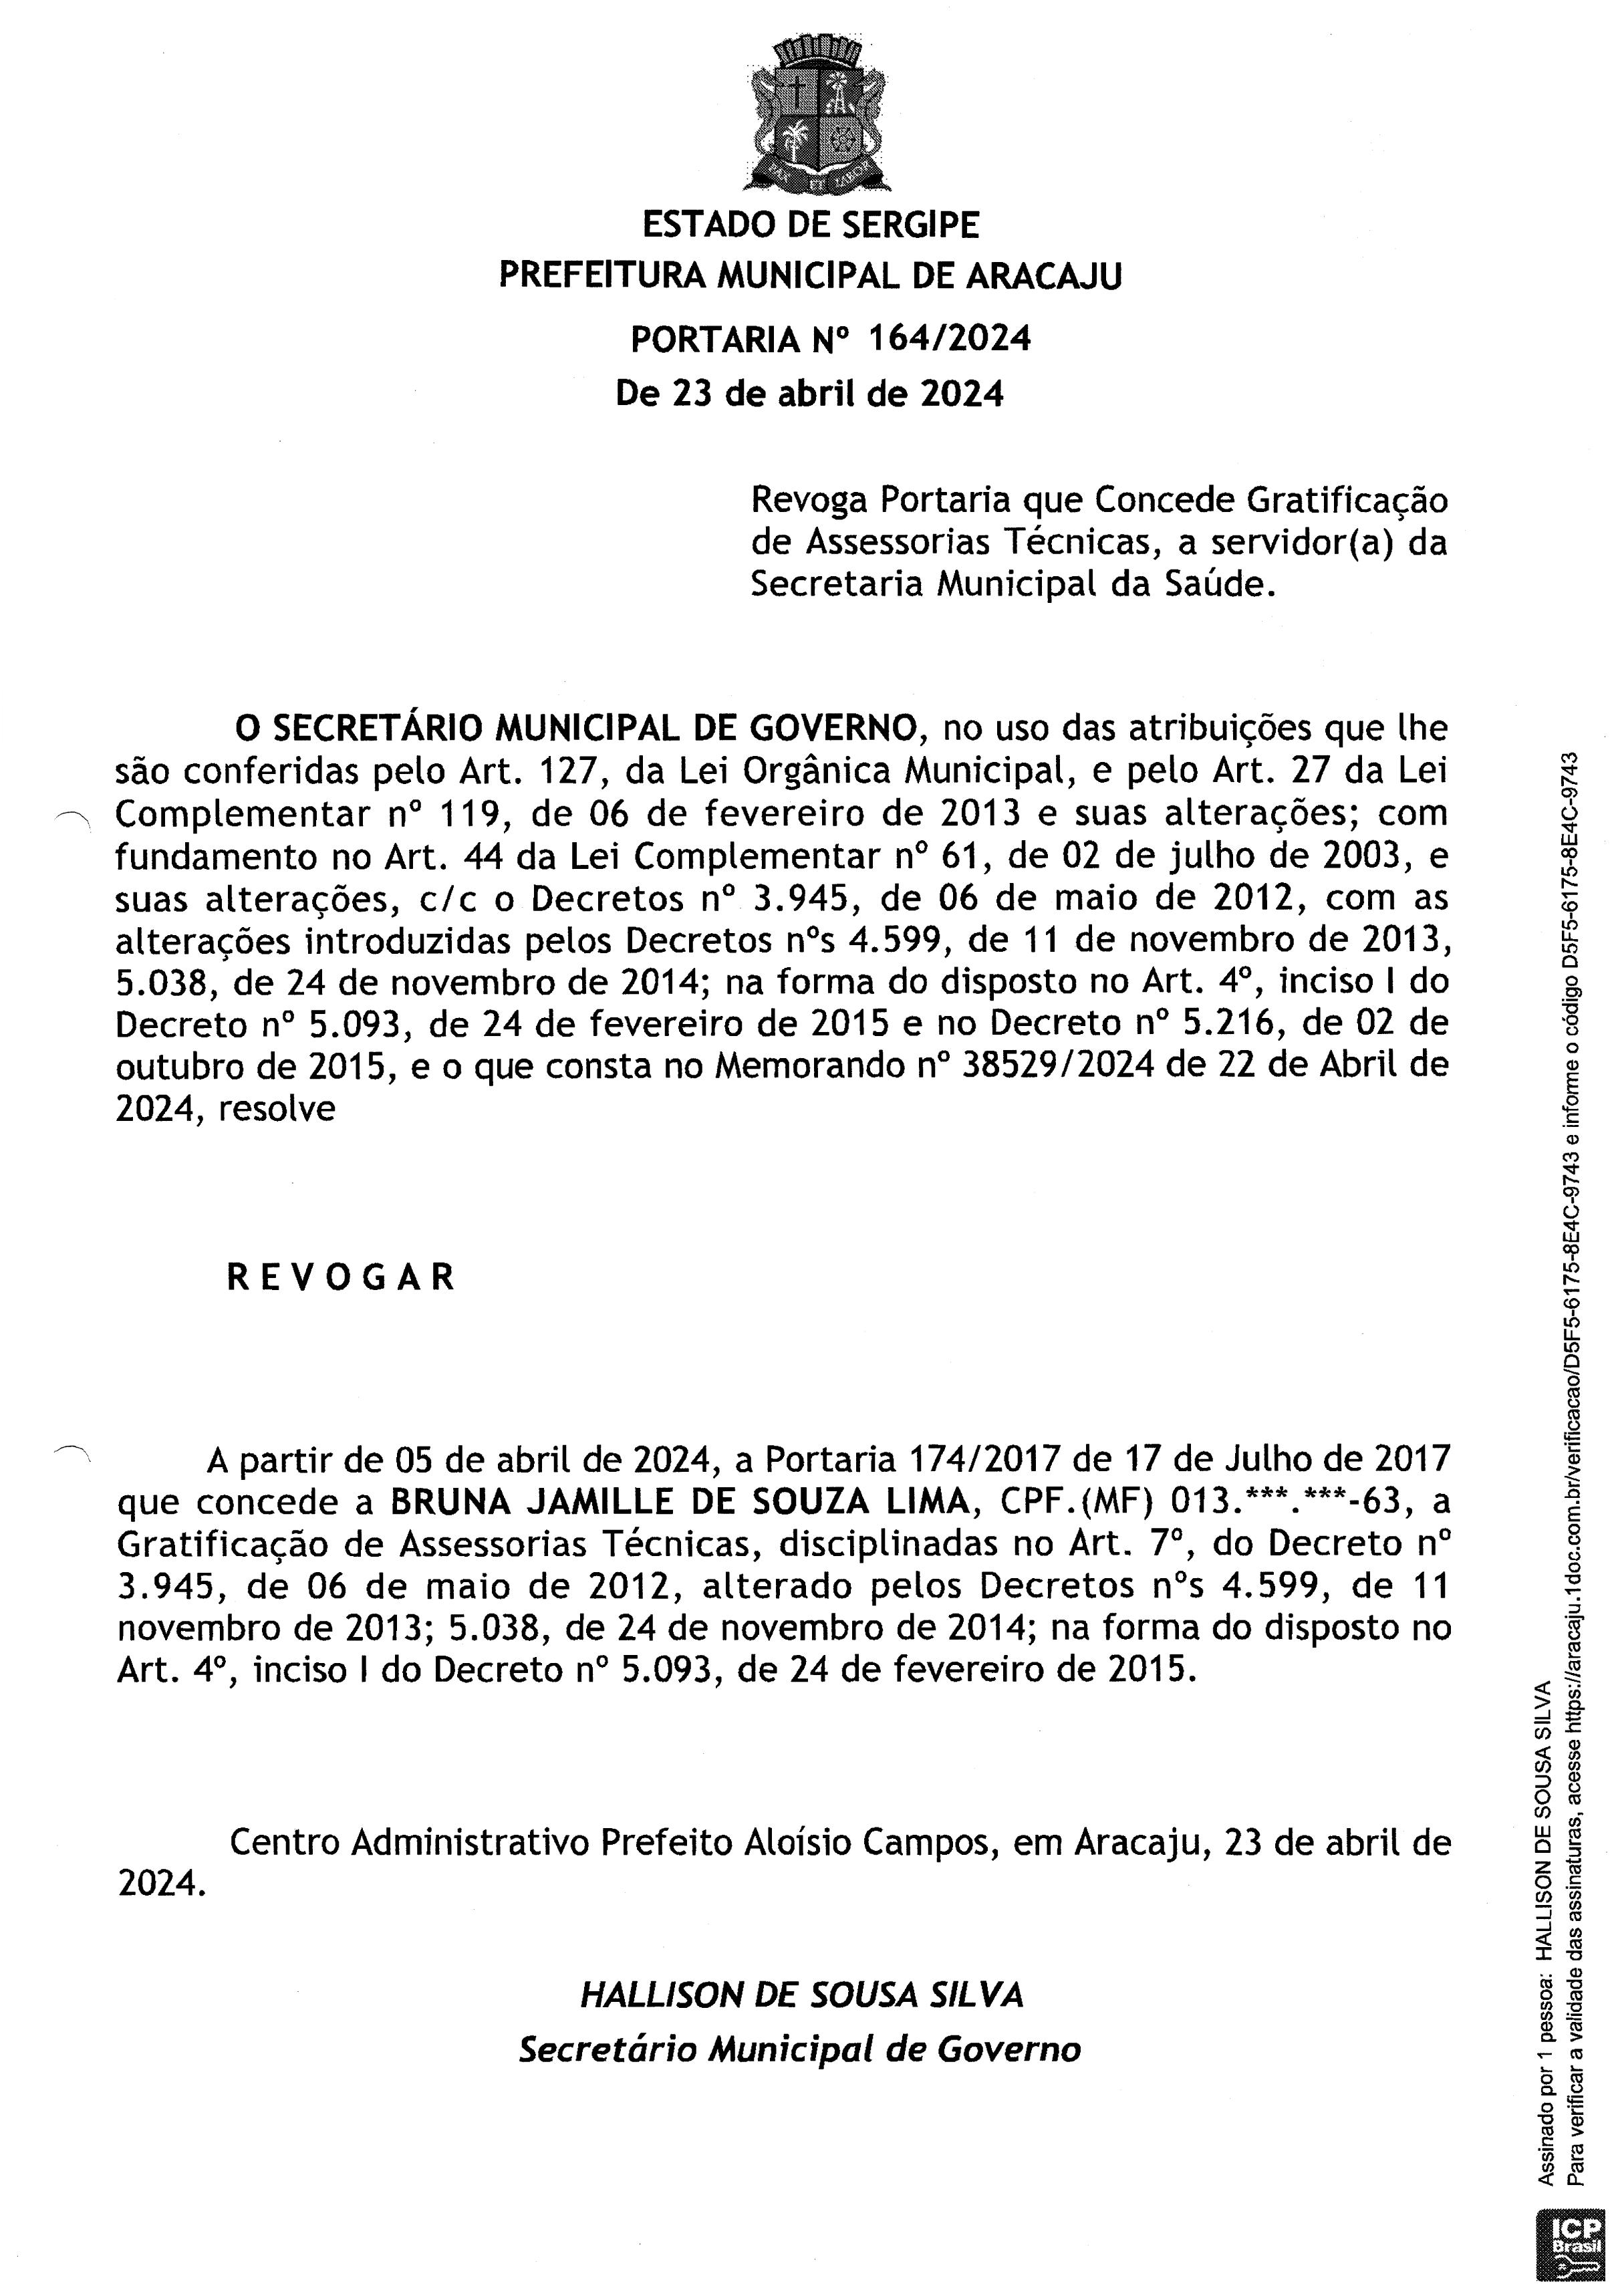 PAX ET LABOR
ESTADO DE SERGIPE
PREFEITURA MUNICIPAL DE ARACAJU
PORTARIA Nº 164/2024
De 23 de abril de 2024
Revoga Portaria que Concede Gratificação
de Assessorias Técnicas, a servidor(a) da
Secretaria Municipal da Saúde.
O SECRETÁRIO MUNICIPAL DE GOVERNO, no uso das atribuições que lhe
são conferidas pelo Art. 127, da Lei Orgânica Municipal, e pelo Art. 27 da Lei
Complementar nº 119, de 06 de fevereiro de 2013 e suas alterações; com
fundamento no Art. 44 da Lei Complementar nº 61, de 02 de julho de 2003, e
suas alterações, c/c o Decretos nº 3.945, de 06 de maio de 2012, com as
alterações introduzidas pelos Decretos nºs 4.599, de 11 de novembro de 2013,
5.038, de 24 de novembro de 2014; na forma do disposto no Art. 4º, inciso I do
Decreto nº 5.093, de 24 de fevereiro de 2015 e no Decreto nº 5.216, de 02 de
outubro de 2015, e o que consta no Memorando nº 38529/2024 de 22 de Abril de
2024, resolve
R E V O G A R
A partir de 05 de abril de 2024, a Portaria 174/2017 de 17 de Julho de 2017
que concede a BRUNA JAMILLE DE SOUZA LIMA, CPF.(MF) 013.***.***-63, a
Gratificação de Assessorias Técnicas, disciplinadas no Art. 7º, do Decreto nº
3.945, de 06 de maio de 2012, alterado pelos Decretos nºs 4.599, de 11
novembro de 2013; 5.038, de 24 de novembro de 2014; na forma do disposto no
Art. 4º, inciso I do Decreto nº 5.093, de 24 de fevereiro de 2015.
Centro Administrativo Prefeito Aloísio Campos, em Aracaju, 23 de abril de
2024.
HALLISON DE SOUSA SILVA
Secretário Municipal de Governo
Assinado por 1 pessoa: HALLISON DE SOUSA SILVA
Para verificar a validade das assinaturas, acesse https://aracaju.1doc.com.br/verificacao/D5F5-6175-8E4C-9743 e informe o código D5F5-6175-8E4C-9743
ICP
Brasil